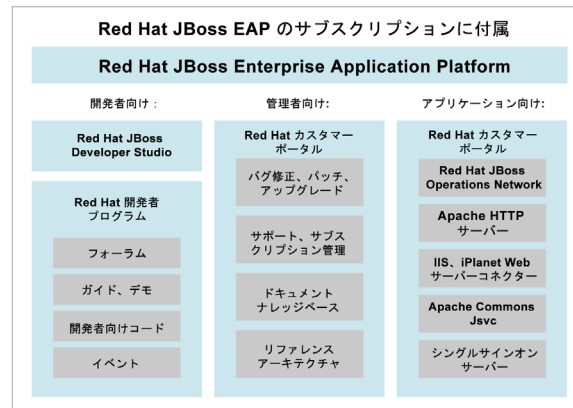 Red Hat JBoss EAP のサブスクリプションに付属
Red Hat JBoss Enterprise Application Platform
開発者向け：
Red Hat JBoss
Developer Studio
Red Hat 開発者
プログラム
フォーラム
ガイド、デモ
開発者向けコード
イベント
管理者向け:
Red Hat カスタマー
ポータル
バグ修正、パッチ、
アップグレード
サポート、サブス
クリプション管理
ドキュメント
ナレッジベース
リファレンス
アーキテクチャ
アプリケーション向け:
Red Hat カスタマー
ポータル
Red Hat JBoss
Operations Network
Apache HTTP
サーバー
IIS、iPlanet Web
サーバーコネクター
Apache Commons
Jsvc
シングルサインオン
サーバー